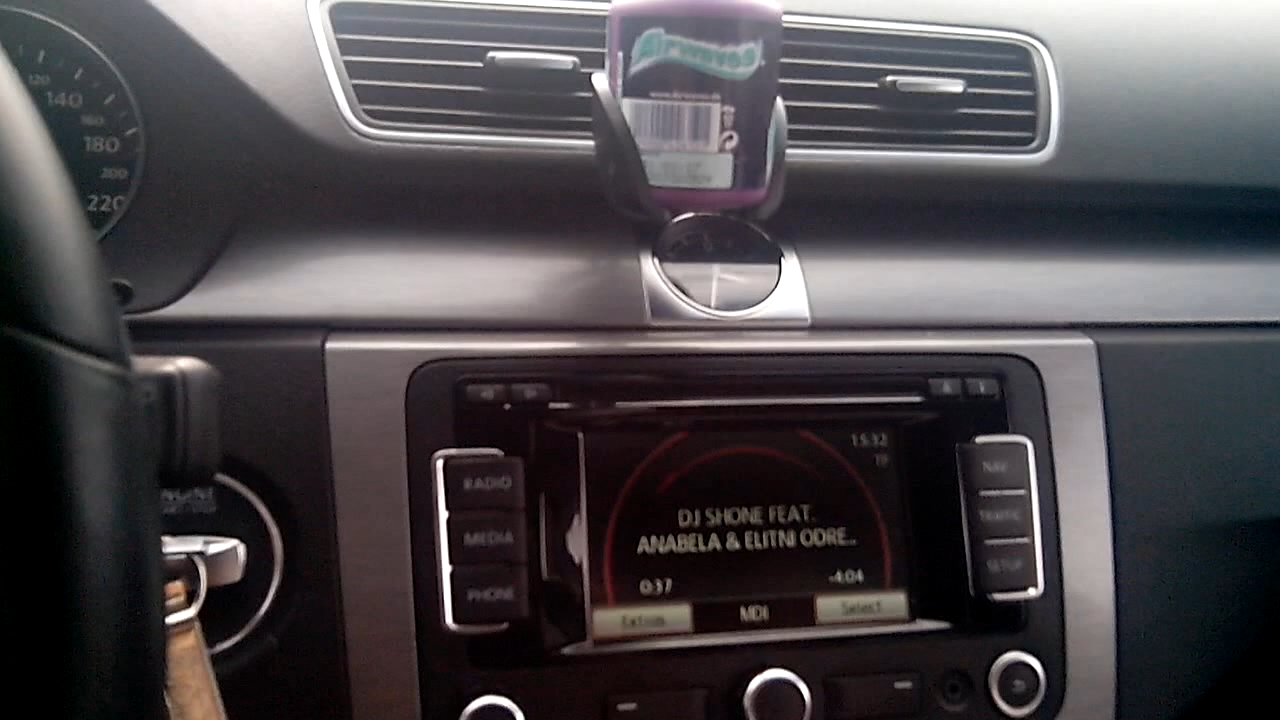 120
140
160
180
200
220
Airwaves
RADIO
MEDIA
PHONE
NAV
TRAFFIC
SETUP
15:32
TP
DJ SHONE FEAT.
ANABELA & ELITNI ODRE..
0:37
-4:04
Extras
MDI
Select